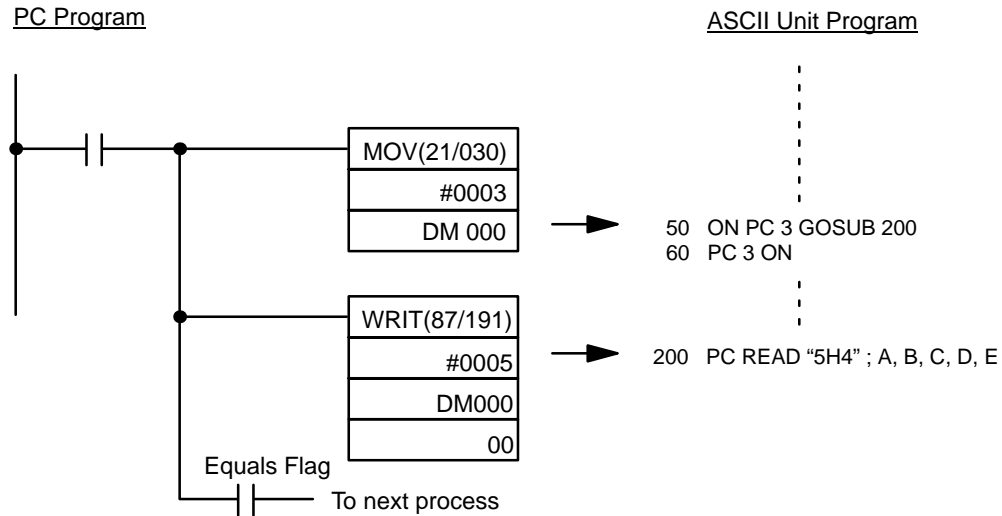 PC Program
ASCII Unit Program
MOV(21/030)
#0003
DM 000
50 ON PC 3 GOSUB 200
60 PC 3 ON
WRIT(87/191)
#0005
DM000
00
200 PC READ “5H4” ; A, B, C, D, E
Equals Flag
To next process